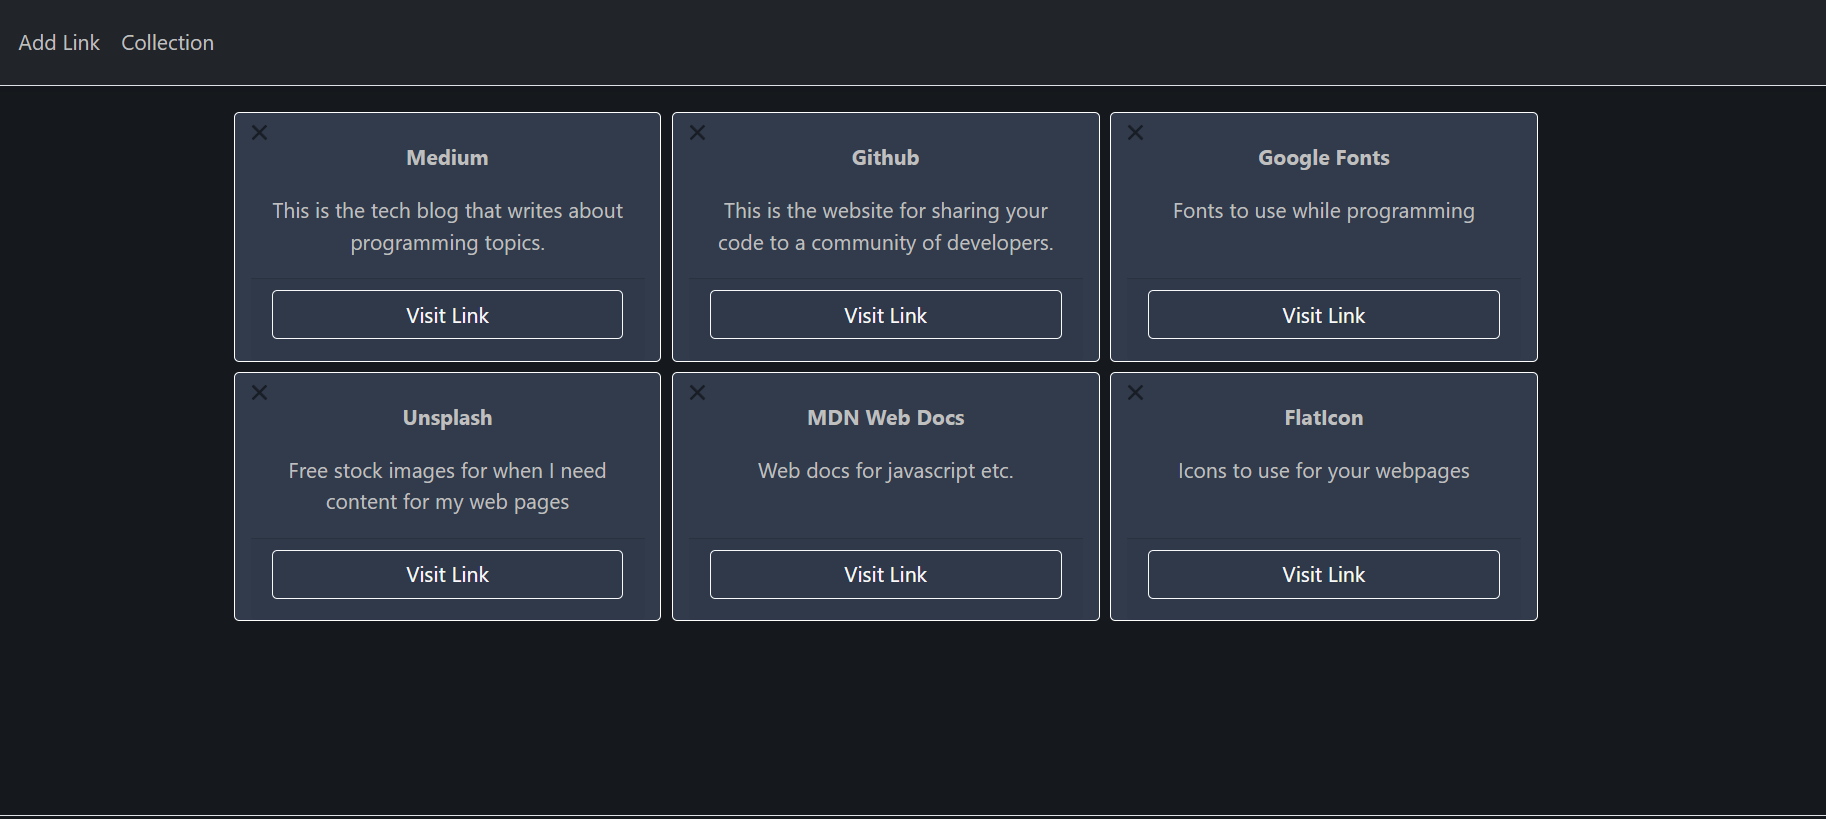 Add Link Collection
Medium
This is the tech blog that writes about
programming topics.
Visit Link
Github
This is the website for sharing your
code to a community of developers.
Visit Link
Google Fonts
Fonts to use while programming
Visit Link
Unsplash
Free stock images for when I need
content for my web pages
Visit Link
MDN Web Docs
Web docs for javascript etc.
Visit Link
FlatIcon
Icons to use for your webpages
Visit Link